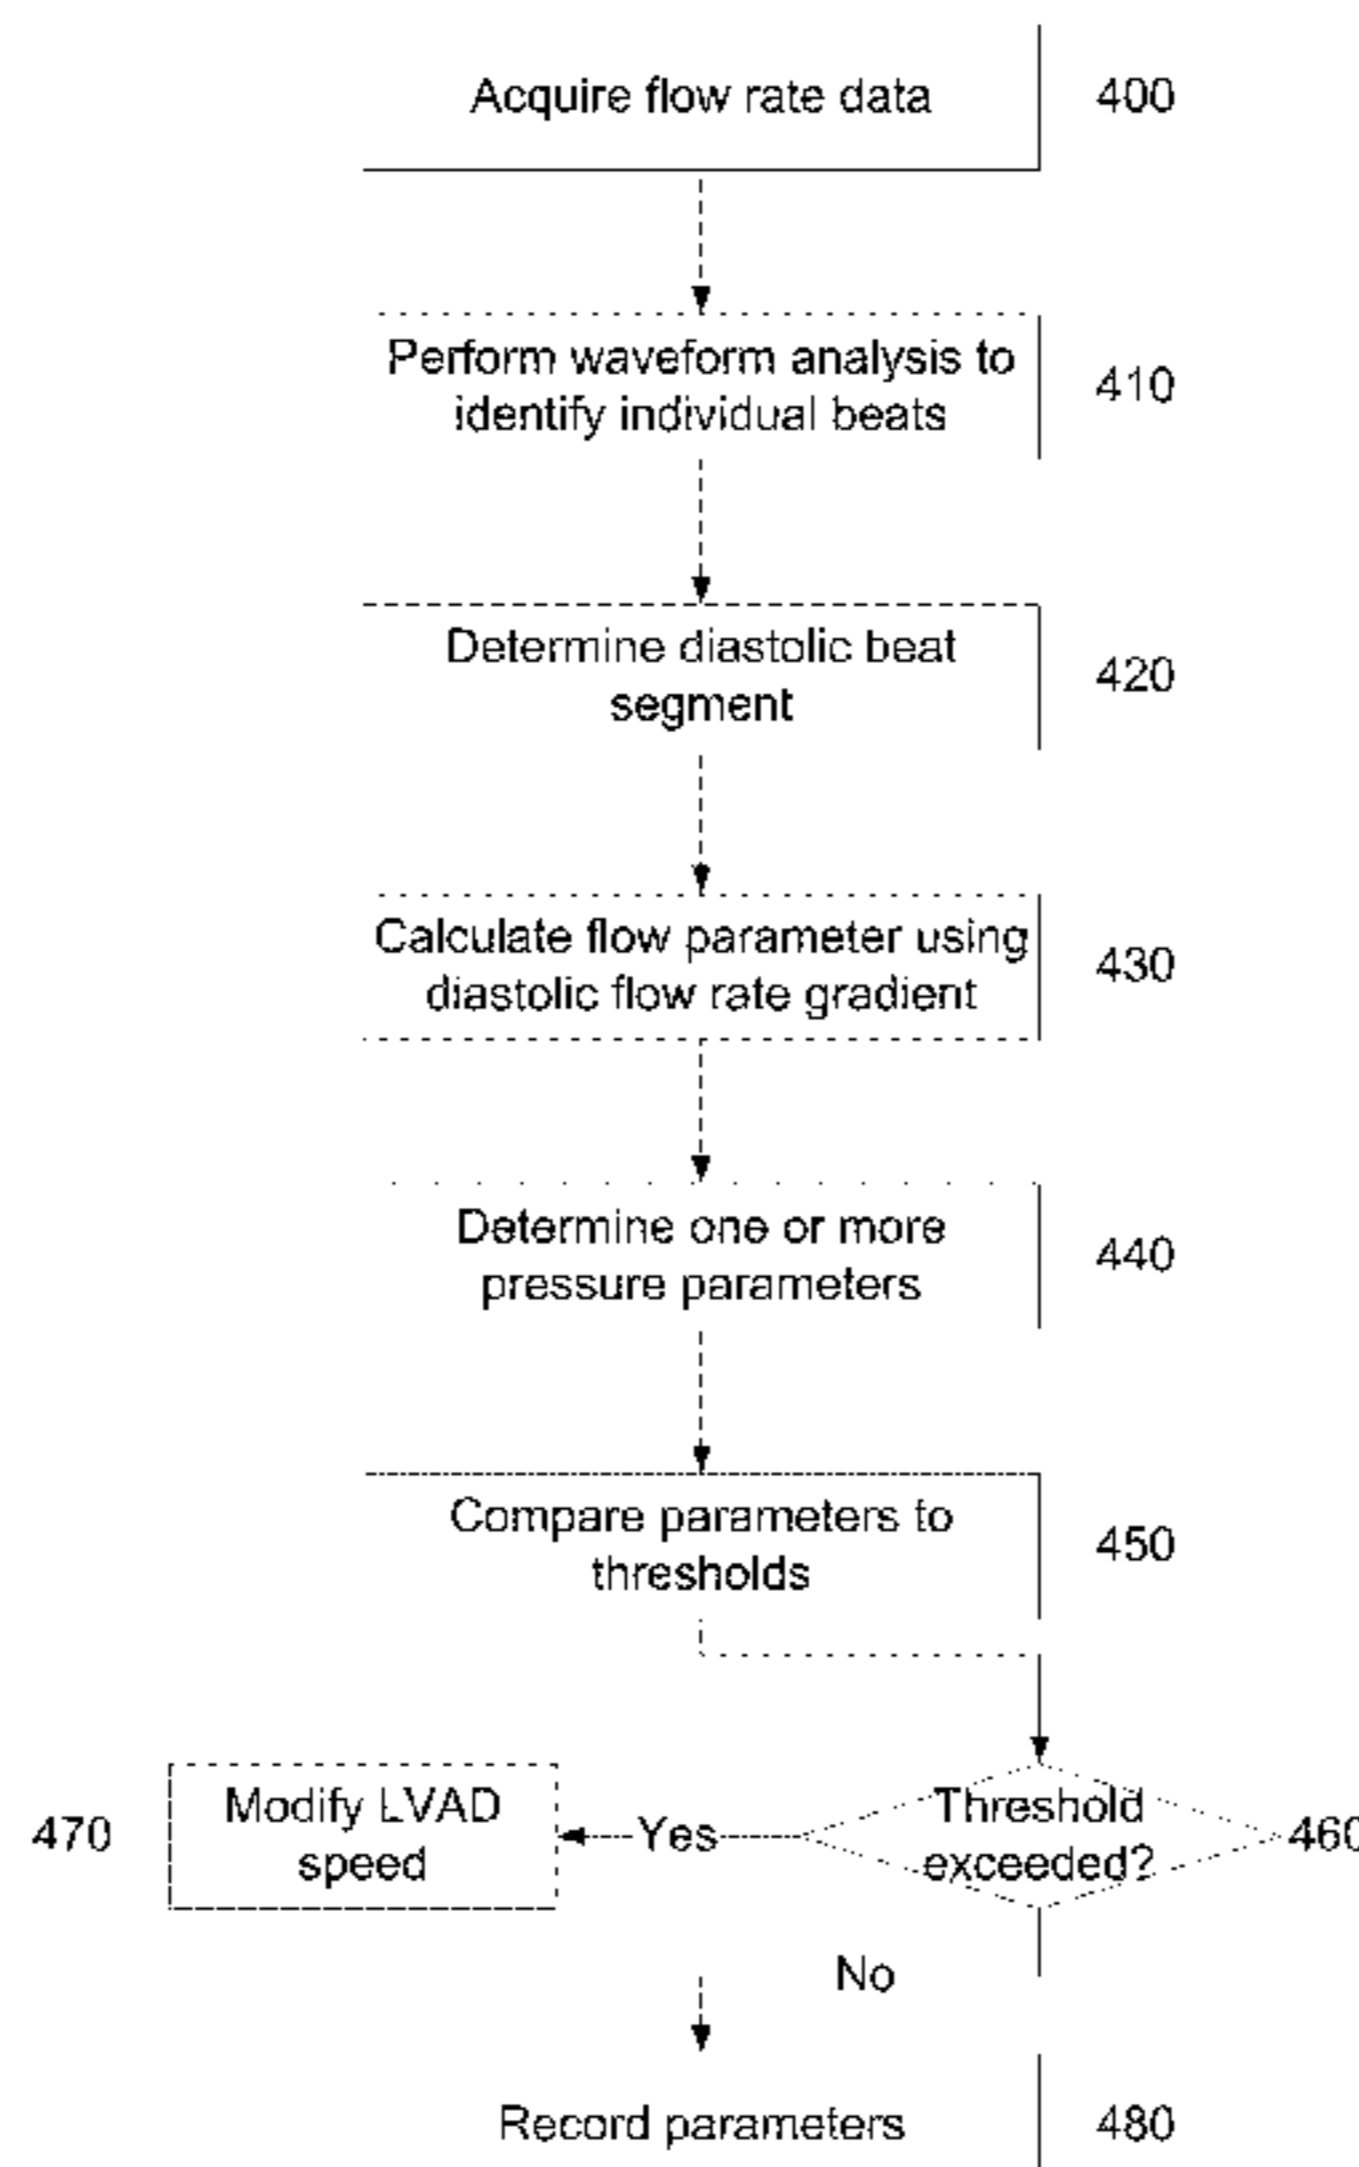 Acquire flow rate data
400
Perform waveform analysis to
identify individual beats
410
Determine diastolic beat
segment
420
Calculate flow parameter using
diastolic flow rate gradient
430
Determine one or more
pressure parameters
440
Compare parameters to
thresholds
450
470
Modify LVAD
speed
Yes
Threshold
exceeded?
460
No
Record parameters
480